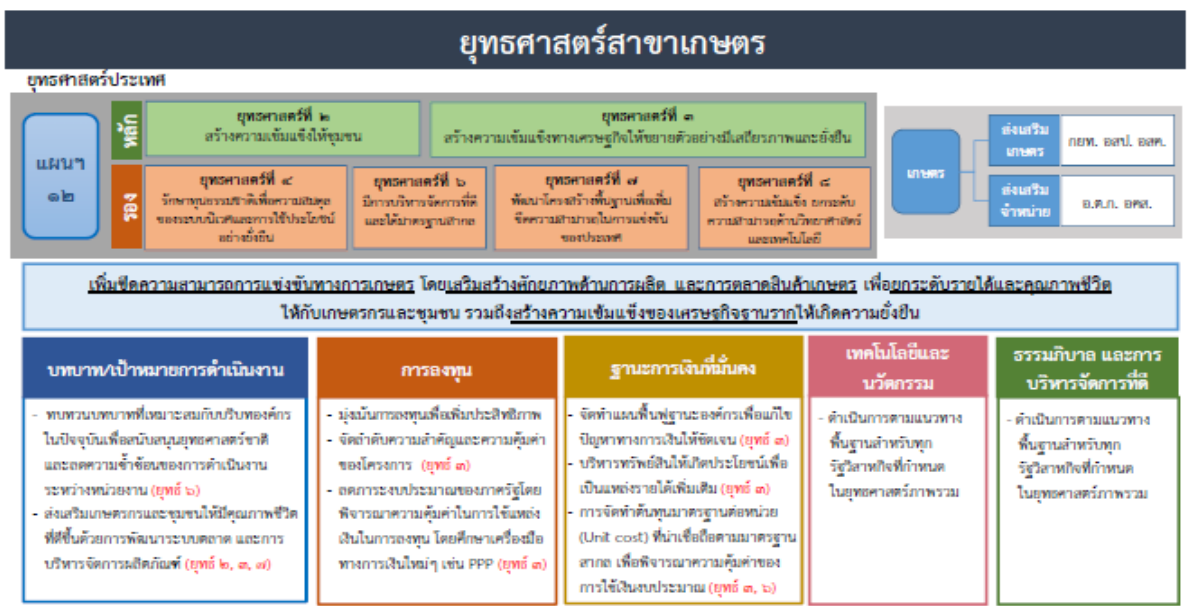 ยุทธศาสตร์สาขาเกษตร
ยุทธศาสตร์ประเทศ
แผนฯ
๑๒
หลัก
ยุทธศาสตร์ที่ ๒
สร้างความเข้มแข็งให้ชุมชน
ยุทธศาสตร์ที่ ๓
สร้างความเข้มแข็งทางเศรษฐกิจให้ขยายตัวอย่างมีเสถียรภาพและยั่งยืน
รอง
ยุทธศาสตร์ที่ ๔
รักษาทุนธรรมชาติเพื่อความสมดุล
ของระบบนิเวศและการใช้ประโยชน์
อย่างยั่งยืน
ยุทธศาสตร์ที่ ๖
มีการบริหารจัดการที่ดี
และได้มาตรฐานสากล
ยุทธศาสตร์ที่ ๗
พัฒนาโครงสร้างพื้นฐานเพื่อเพิ่ม
ขีดความสามารถในการแข่งขัน
ของประเทศ
ยุทธศาสตร์ที่ ๘
สร้างความเข้มแข็ง ยกระดับ
ความสามารถด้านวิทยาศาสตร์
และเทคโนโลยี
เกษตร
ส่งเสริม
เกษตร
กยท. อสป. อสค.
ส่งเสริม
จำหน่าย
อ.ต.ก. อคส.
เพิ่มขีดความสามารถการแข่งขันทางการเกษตร โดยเสริมสร้างศักยภาพด้านการผลิต และการตลาดสินค้าเกษตร เพื่อยกระดับรายได้และคุณภาพชีวิต
ให้กับเกษตรกรและชุมชน รวมถึงสร้างความเข้มแข็งของเศรษฐกิจฐานรากให้เกิดความยั่งยืน
บทบาท/เป้าหมายการดำเนินงาน
- ทบทวนบทบาทที่เหมาะสมกับบริบทองค์กร
ในปัจจุบันเพื่อสนับสนุนยุทธศาสตร์ชาติ
และลดความซ้ำซ้อนของการดำเนินงาน
ระหว่างหน่วยงาน (ยุทธ์ ๖)
- ส่งเสริมเกษตรกรและชุมชนให้มีคุณภาพชีวิต
ที่ดีขึ้นด้วยการพัฒนาระบบตลาด และการ
บริหารจัดการผลิตภัณฑ์ (ยุทธ์ ๒, ๓, ๗)
การลงทุน
- มุ่งเน้นการลงทุนเพื่อเพิ่มประสิทธิภาพ
- จัดลำดับความสำคัญและความคุ้มค่า
ของโครงการ (ยุทธ์ ๓)
- ลดภาระงบประมาณของภาครัฐโดย
พิจารณาความคุ้มค่าในการใช้แหล่ง
เงินในการลงทุน โดยศึกษาเครื่องมือ
ทางการเงินใหม่ๆ เช่น PPP (ยุทธ์ ๓)
ฐานะการเงินที่มั่นคง
- จัดทำแผนฟื้นฟูฐานะองค์กรเพื่อแก้ไข
ปัญหาทางการเงินให้ชัดเจน (ยุทธ์ ๓)
- บริหารทรัพย์สินให้เกิดประโยชน์เพื่อ
เป็นแหล่งรายได้เพิ่มเติม (ยุทธ์ ๓)
- การจัดทำต้นทุนมาตรฐานต่อหน่วย
(Unit cost) ที่น่าเชื่อถือตามมาตรฐาน
สากล เพื่อพิจารณาความคุ้มค่าของ
การใช้เงินงบประมาณ (ยุทธ์ ๓, ๖)
เทคโนโลยีและ
นวัตกรรม
- ดำเนินการตามแนวทาง
พื้นฐานสำหรับทุก
รัฐวิสาหกิจที่กำหนด
ในยุทธศาสตร์ภาพรวม
ธรรมภิบาล และการ
บริหารจัดการที่ดี
- ดำเนินการตามแนวทาง
พื้นฐานสำหรับทุก
รัฐวิสาหกิจที่กำหนด
ในยุทธศาสตร์ภาพรวม